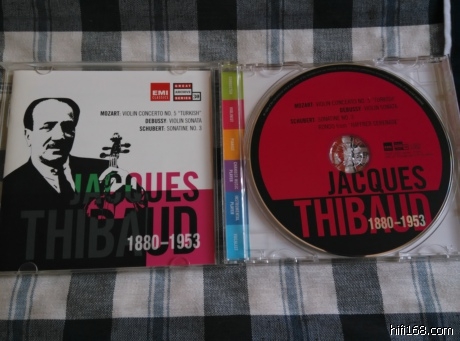 EMI
CLASSICS
MOZART: VIOLIN CONCERTO NO. 5 "TURKISH"
DEBUSSY: VIOLIN SONATA
SCHUBERT: SONATINE NO. 3
JACQUES
THIBAUD
1880–1953
MOZART: VIOLIN CONCERTO NO. 5 "TURKISH"
DEBUSSY: VIOLIN SONATA
SCHUBERT: SONATINE NO. 3
JACQUES
THIBAUD
1880–1953
hifi168.com